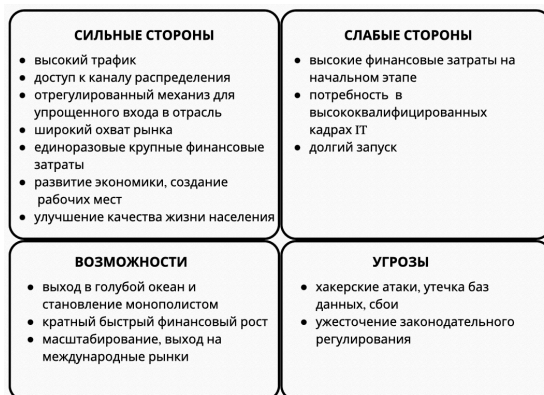 СИЛЬНЫЕ СТОРОНЫ
● высокий трафик
● доступ к каналу распределения
● отрегулированный механиз для
упрощенного входа в отрасль
● широкий охват рынка
● единоразовые крупные финансовые
затраты
● развитие экономики, создание
рабочих мест
● улучшение качества жизни населения
СЛАБЫЕ СТОРОНЫ
● высокие финансовые затраты на
начальном этапе
● потребность в
высококвалифицированных
кадрах IT
● долгий запуск
ВОЗМОЖНОСТИ
● выход в голубой океан и
становление монополистом
● кратный быстрый финансовый рост
● масштабирование, выход на
международные рынки
УГРОЗЫ
● хакерские атаки, утечка баз
данных, сбои
● ужесточение законодательного
регулирования